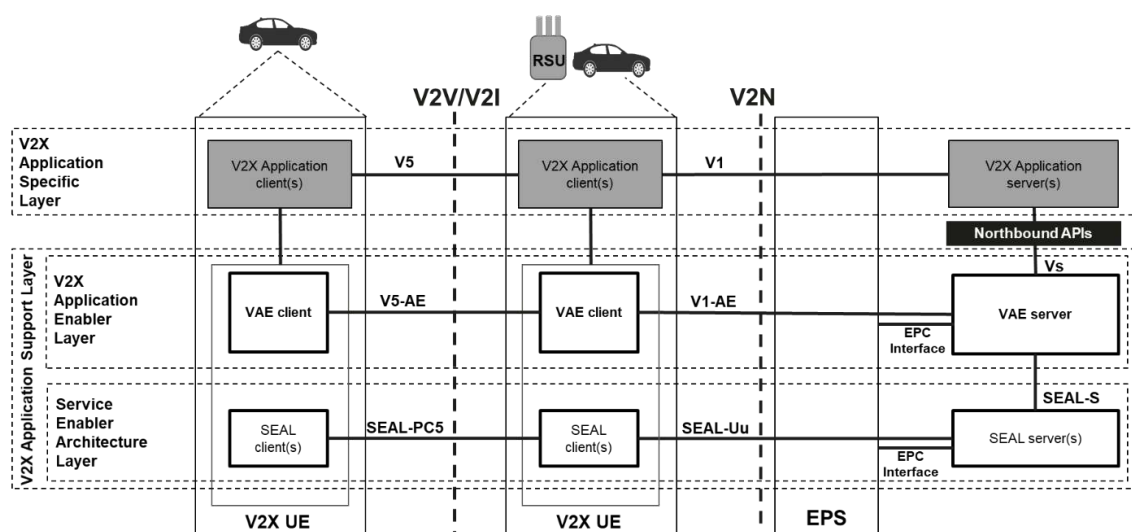 RSU
V2V/V2I
V2N
V2X
Application
Specific
Layer
V2X Application
client(s)
V5
V2X Application
client(s)
V1
V2X Application
server(s)
Northbound APIs
Vs
V2X Application Support Layer
V2X
Application
Enabler
Layer
VAE client
V5-AE
VAE client
V1-AE
EPC
Interface
VAE server
SEAL-S
Service
Enabler
Architecture
Layer
SEAL
client(s)
SEAL-PC5
SEAL
client(s)
SEAL-Uu
EPC
Interface
SEAL server(s)
V2X UE
V2X UE
EPS